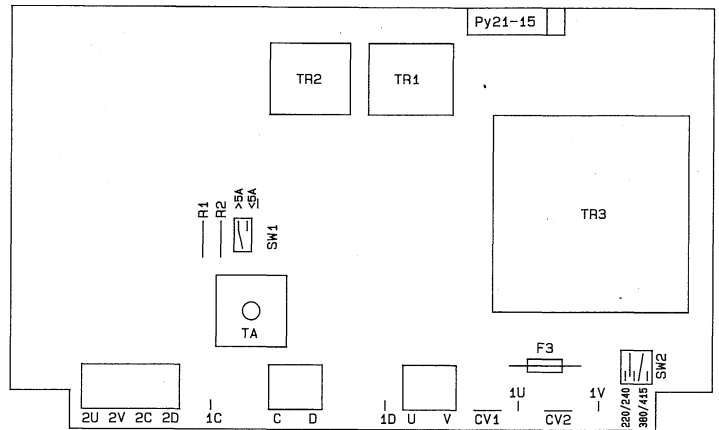 Py21-15
TR2
TR1
TR3
R1
R2
>5A
<5A
SW1
TA
F3
SW2
1U
1V
220/240
380/415
2U 2V 2C 2D
1C
C D
1D
U V
CV1
CV2